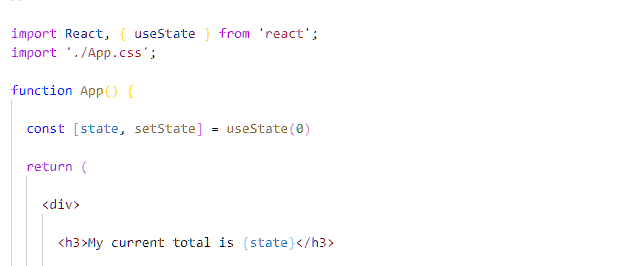 import React, { useState } from 'react';
import './App.css';
function App() {
const [state, setState] = useState(0)
return (
<div>
<h3>My current total is {state}</h3>